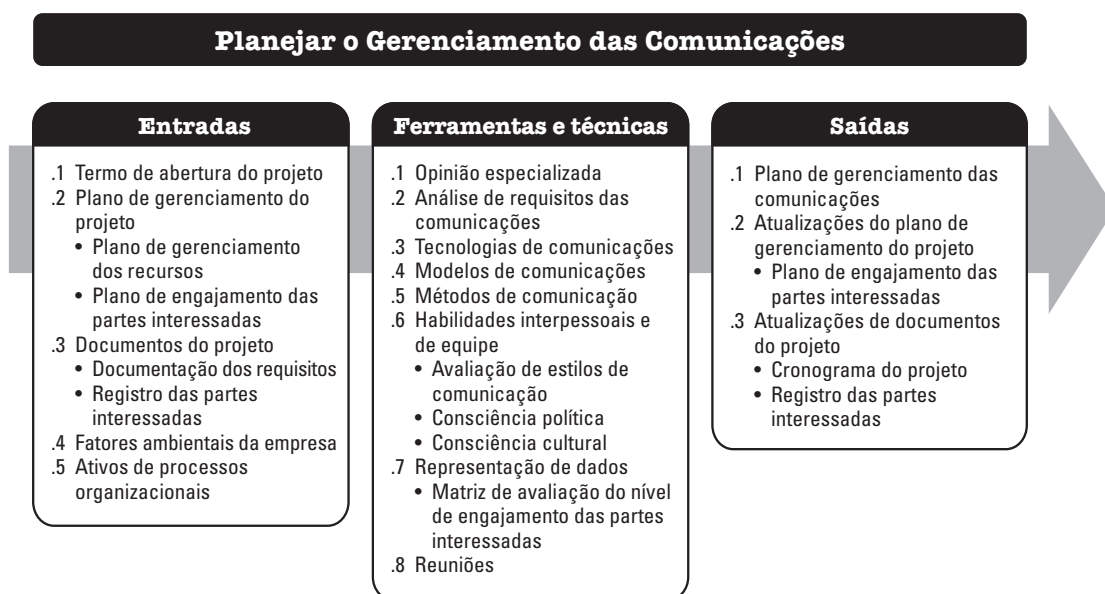 Planejar o Gerenciamento das Comunicações
Entradas
.1 Termo de abertura do projeto
.2 Plano de gerenciamento do
projeto
• Plano de gerenciamento
dos recursos
• Plano de engajamento das
partes interessadas
.3 Documentos do projeto
• Documentação dos requisitos
• Registro das partes
interessadas
.4 Fatores ambientais da empresa
.5 Ativos de processos
organizacionais
Ferramentas e técnicas
.1 Opinião especializada
.2 Análise de requisitos das
comunicações
.3 Tecnologias de comunicações
.4 Modelos de comunicações
.5 Métodos de comunicação
.6 Habilidades interpessoais e
de equipe
• Avaliação de estilos de
comunicação
• Consciência política
• Consciência cultural
.7 Representação de dados
• Matriz de avaliação do nível
de engajamento das partes
interessadas
.8 Reuniões
Saídas
.1 Plano de gerenciamento das
comunicações
.2 Atualizações do plano de
gerenciamento do projeto
• Plano de engajamento das
partes interessadas
.3 Atualizações de documentos
do projeto
• Cronograma do projeto
• Registro das partes
interessadas